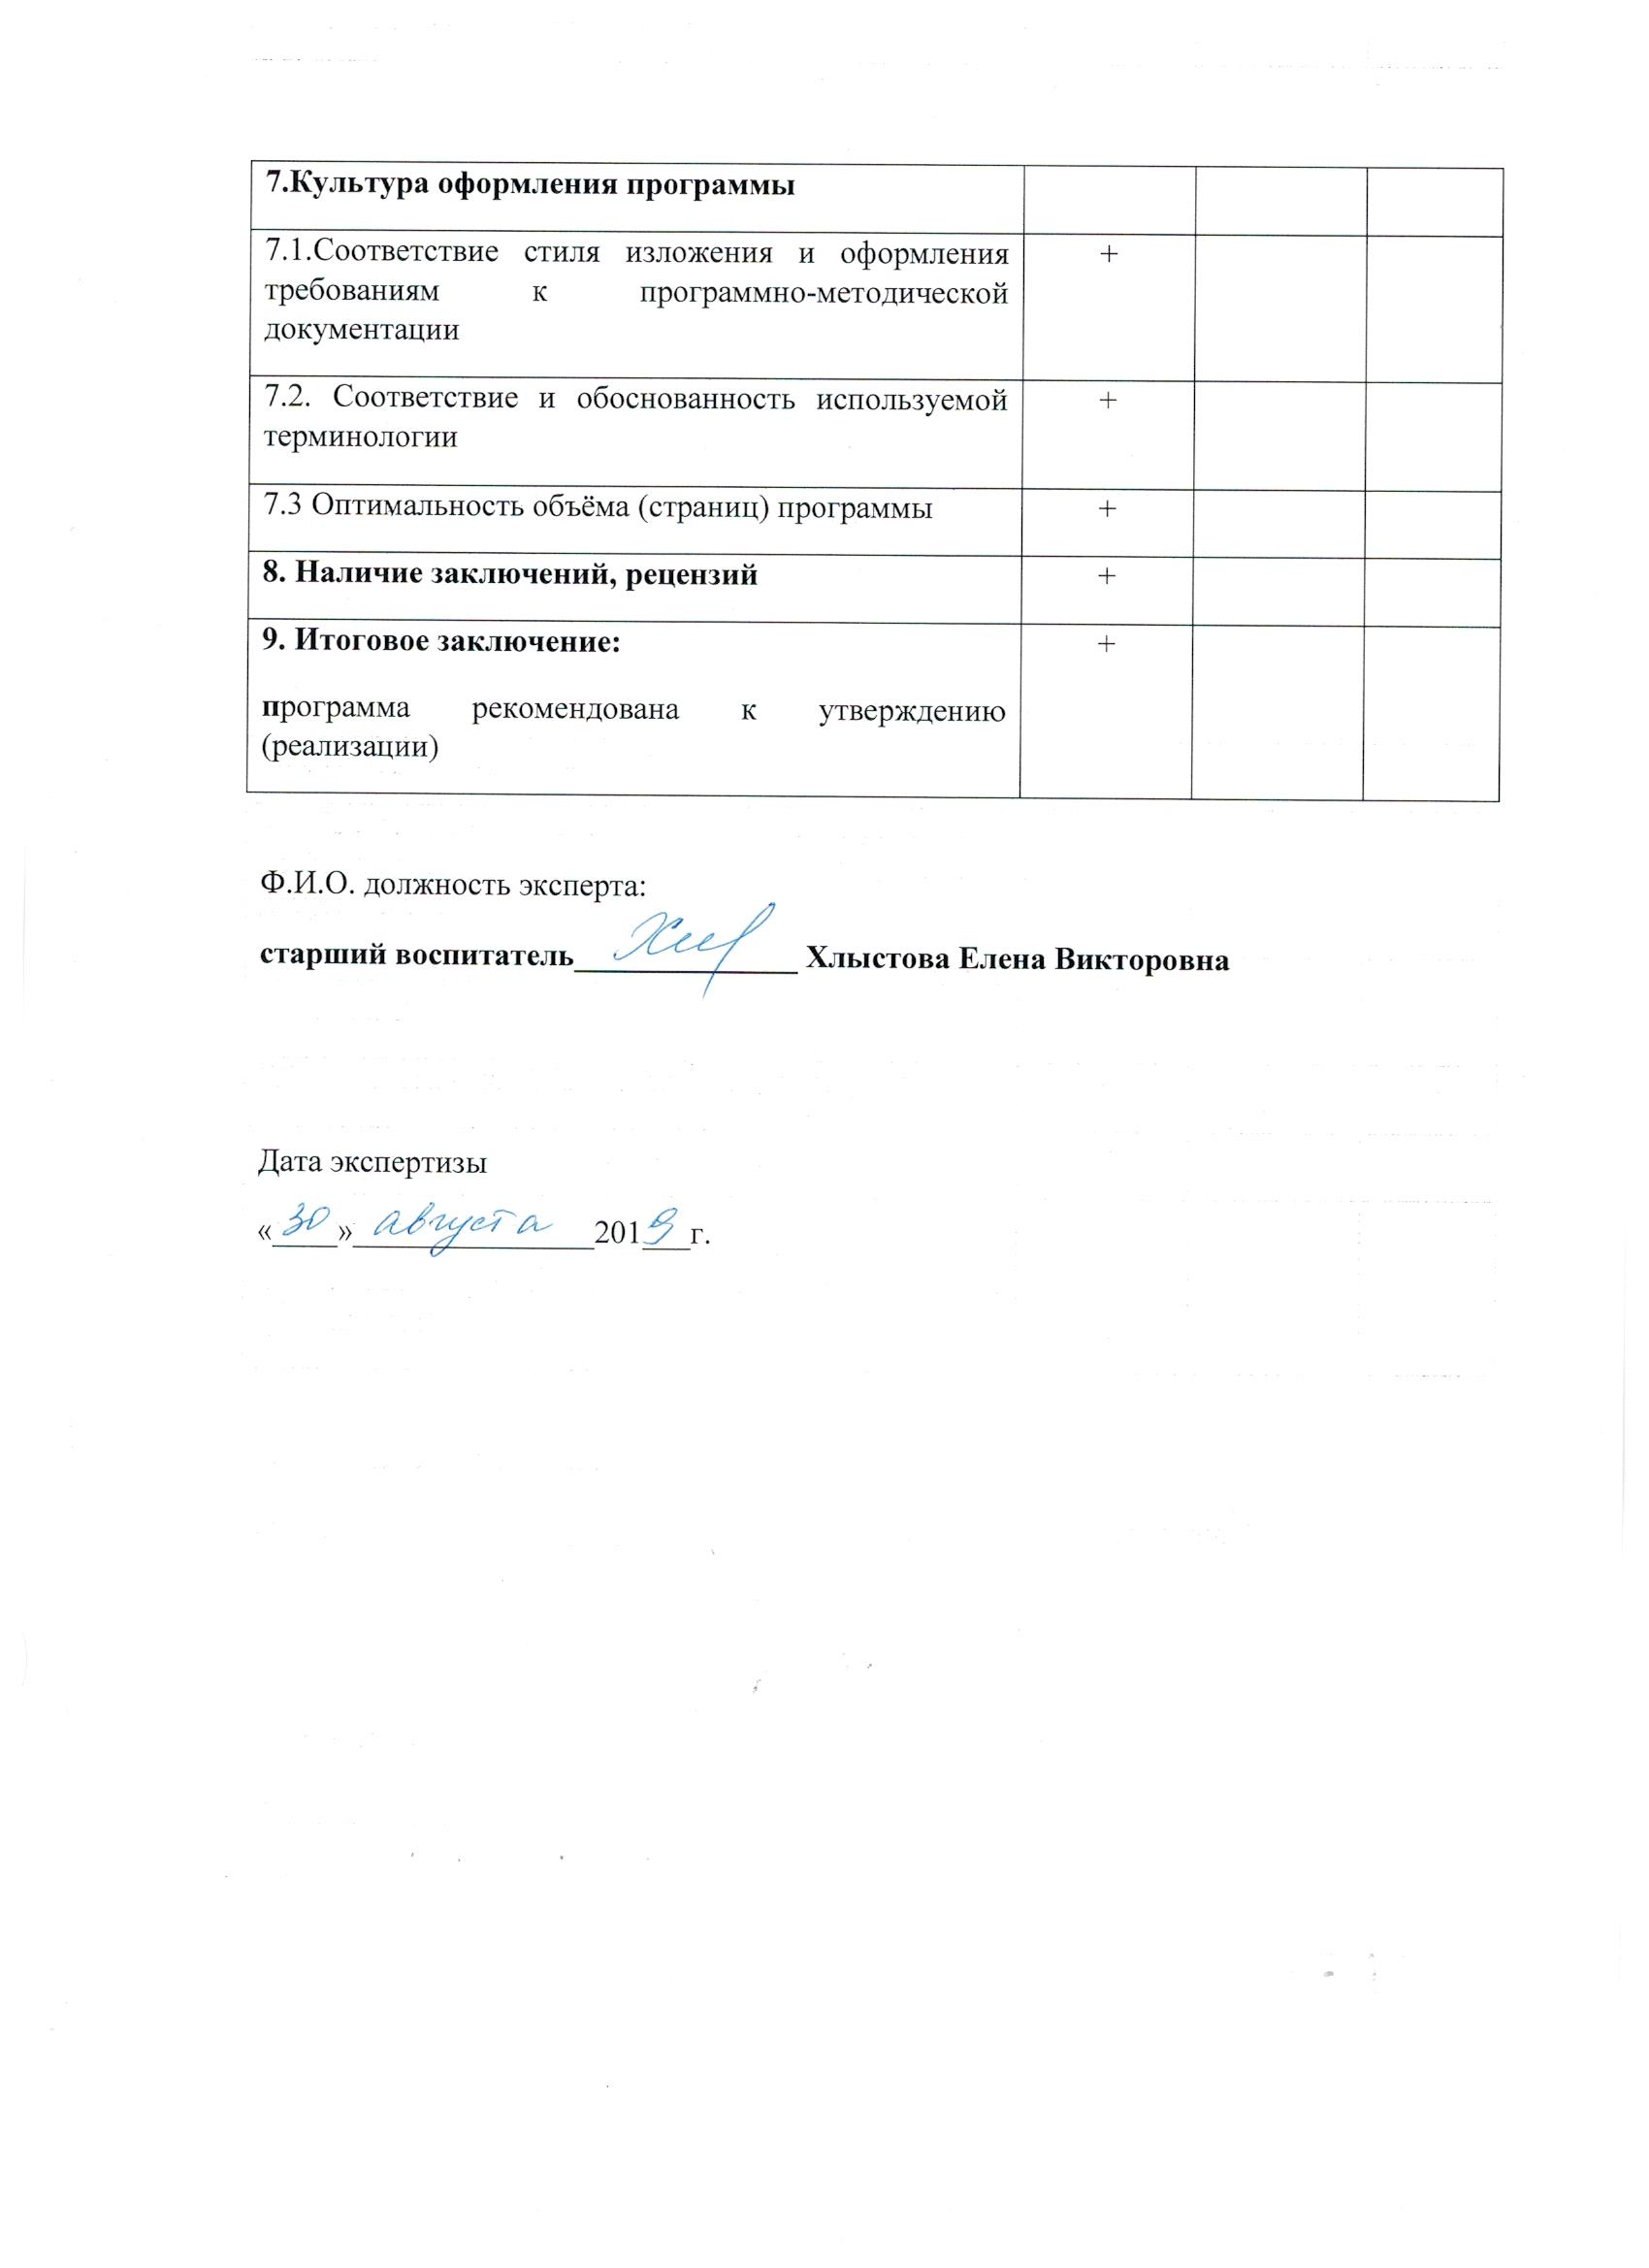 7.Культура оформления программы
7.1.Соответствие стиля изложения и оформления +
требованиям к программно-методической
документации
7.2. Соответствие и обоснованность используемой +
терминологии
7.3 Оптимальность объёма (страниц) программы +
8. Наличие заключений, рецензий +
9. Итоговое заключение: +
программа рекомендована к утверждению
(реализации)
Ф.И.О. должность эксперта:
старший воспитатель______________ Хлыстова Елена Викторовна
Дата экспертизы
«30» августа 2019г.